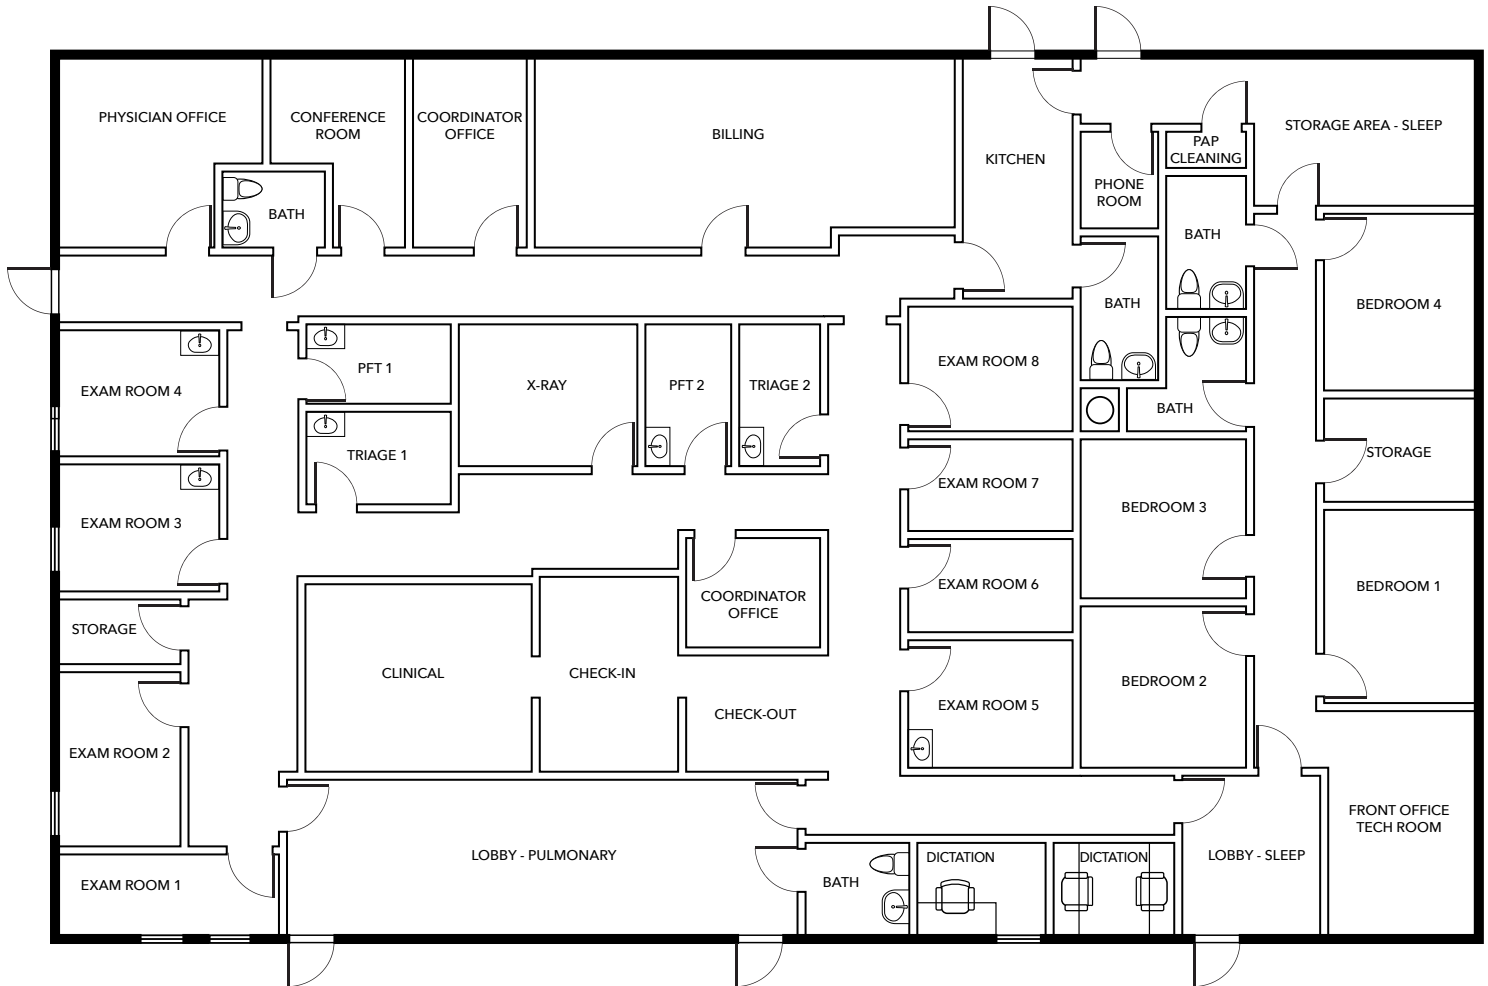 PHYSICIAN OFFICE
CONFERENCE
ROOM
COORDINATOR
OFFICE
BILLING
KITCHEN
PHONE
ROOM
PAP
CLEANING
STORAGE AREA - SLEEP
BATH
BATH
BATH
BEDROOM 4
EXAM ROOM 4
PFT 1
X-RAY
PFT 2
TRIAGE 2
EXAM ROOM 8
BATH
TRIAGE 1
STORAGE
EXAM ROOM 3
EXAM ROOM 7
BEDROOM 3
COORDINATOR
OFFICE
EXAM ROOM 6
BEDROOM 1
STORAGE
CLINICAL
CHECK-IN
CHECK-OUT
EXAM ROOM 5
BEDROOM 2
EXAM ROOM 2
FRONT OFFICE
TECH ROOM
EXAM ROOM 1
LOBBY - PULMONARY
BATH
DICTATION
DICTATION
LOBBY - SLEEP